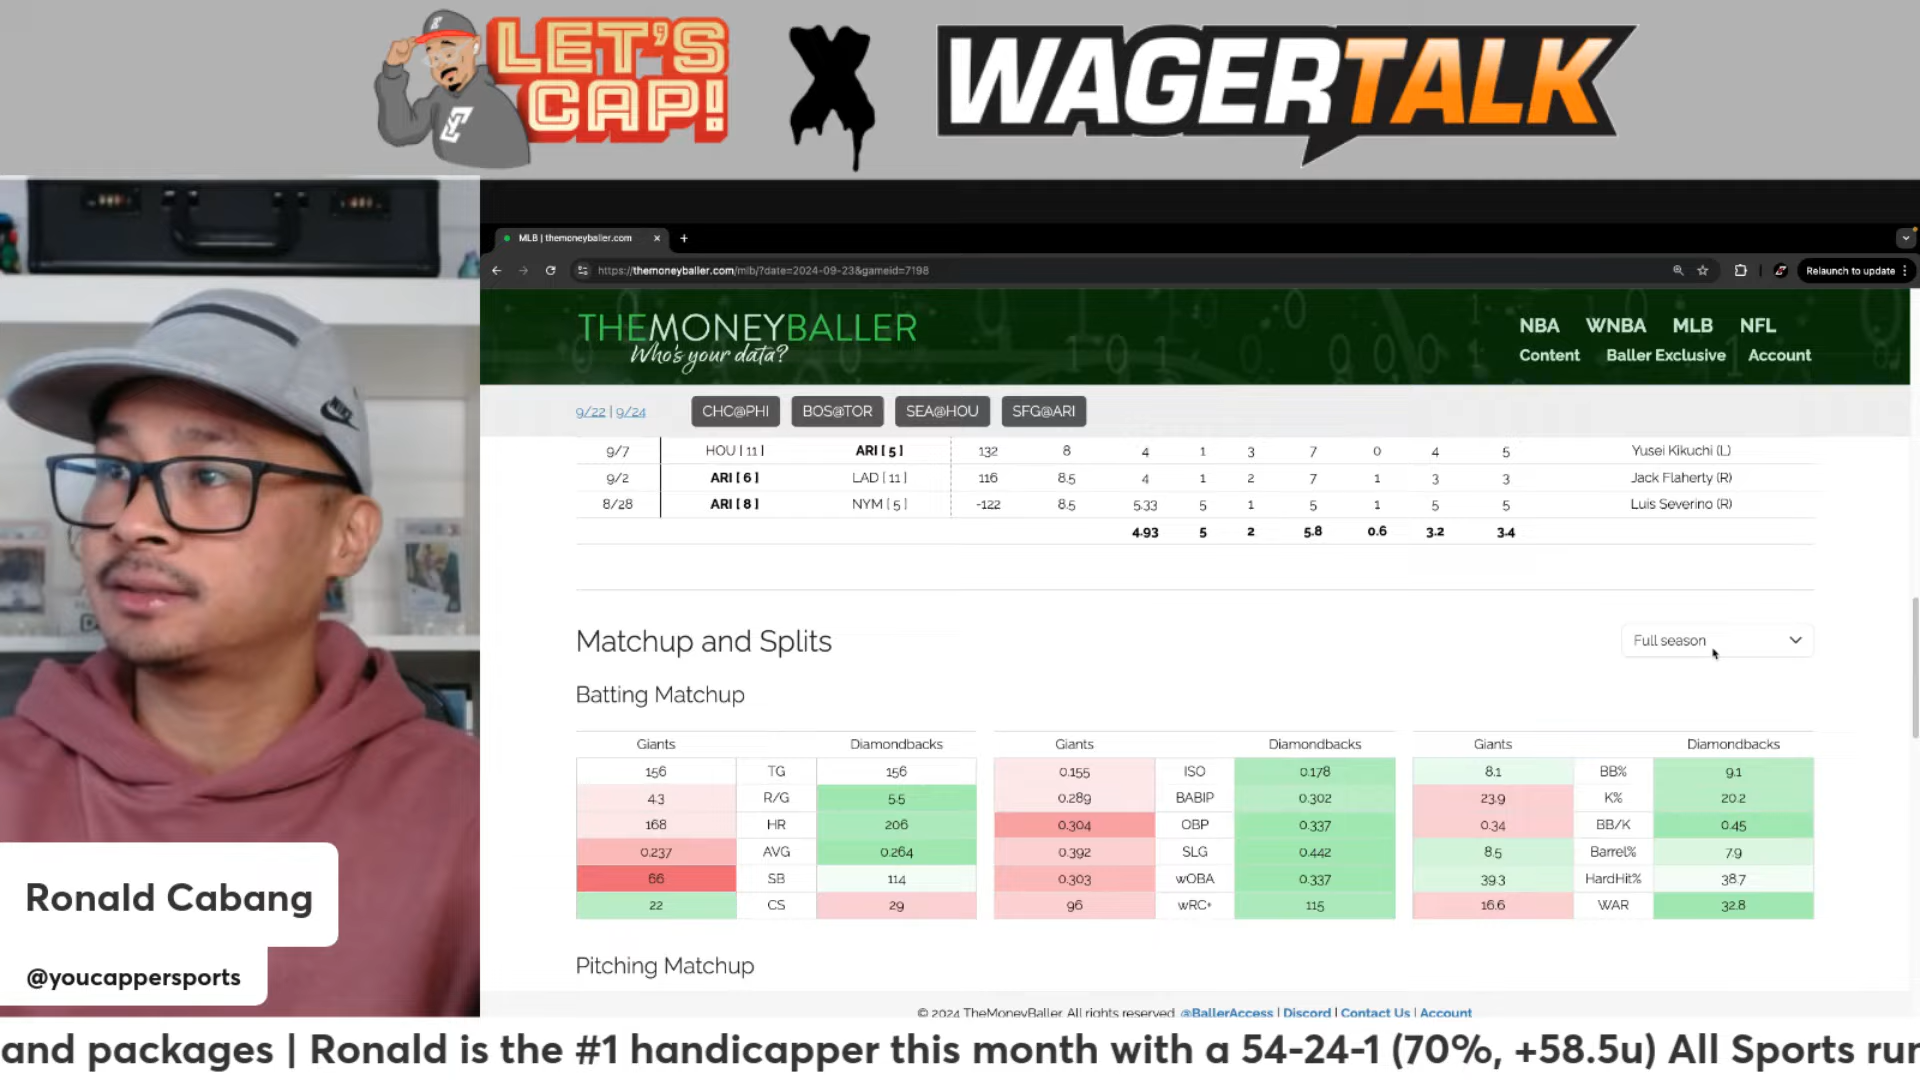 LET'S
CAP!
X
WAGERTALK
MLB | themoneyballer.com
https://themoneyballer.com/mlb/?date=2024-09-23&gameid=7198
Relaunch to update
THEMONEYBALLER
Who's your data?
NBA WNBA MLB NFL
Content Baller Exclusive Account
9/22 | 9/24 CHC@PHI BOS@TOR SEA@HOU SFG@ARI
9/7 HOU [ 11 ] ARI [ 5 ] 132 8 4 1 3 7 0 4 5 Yusei Kikuchi (L)
9/2 ARI [ 6 ] LAD [ 11 ] 116 8.5 4 1 2 7 1 3 3 Jack Flaherty (R)
8/28 ARI [ 8 ] NYM [ 5 ] -122 8.5 5.33 5 1 5 1 5 5 Luis Severino (R)
4.93 5 2 5.8 0.6 3.2 3.4
Matchup and Splits
Full season
Batting Matchup
Giants Diamondbacks Giants Diamondbacks Giants Diamondbacks
156 TG 156 0.155 ISO 0.178 8.1 BB% 9.1
4.3 R/G 5.5 0.289 BABIP 0.302 23.9 K% 20.2
168 HR 206 0.304 OBP 0.337 0.34 BB/K 0.45
0.237 AVG 0.264 0.392 SLG 0.442 8.5 Barrel% 7.9
66 SB 114 0.303 wOBA 0.337 39.3 HardHit% 38.7
22 CS 29 96 wRC+ 115 16.6 WAR 32.8
Pitching Matchup
© 2024 TheMoneyBaller. All rights reserved. @BallerAccess | Discord | Contact Us | Account
Ronald Cabang
@youcappersports
and packages | Ronald is the #1 handicapper this month with a 54-24-1 (70%, +58.5u) All Sports run